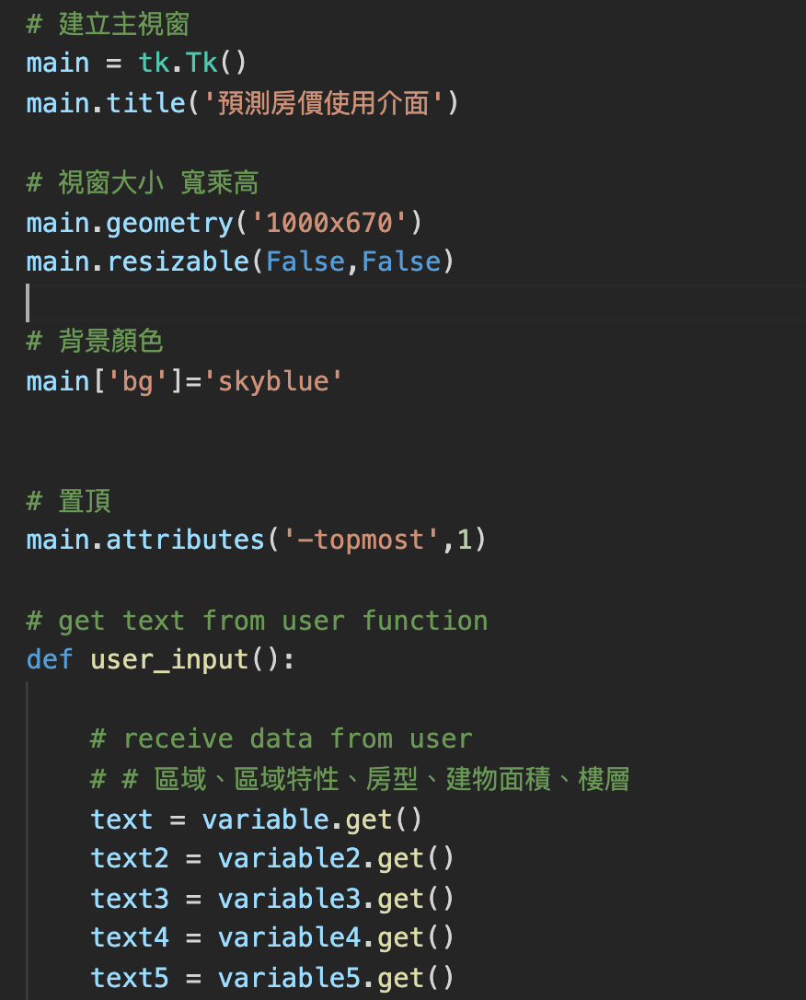 # 建立主視窗
main = tk.Tk()
main.title('預測房價使用介面')
# 視窗大小 寬乘高
main.geometry('1000x670')
main.resizable(False,False)
# 背景顏色
main['bg']='skyblue'
# 置頂
main.attributes('-topmost',1)
# get text from user function
def user_input():
    # receive data from user
    # # 區域、區域特性、房型、建物面積、樓層
    text = variable.get()
    text2 = variable2.get()
    text3 = variable3.get()
    text4 = variable4.get()
    text5 = variable5.get()